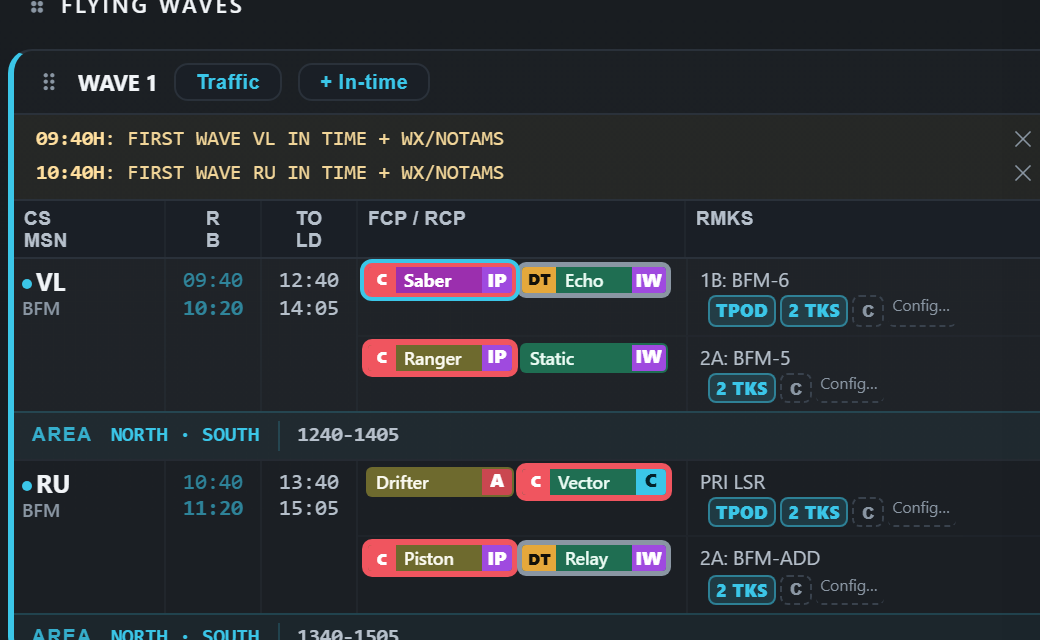 FLYING WAVES
WAVE 1 Traffic + In-time
09:40H: FIRST WAVE VL IN TIME + WX/NOTAMS
10:40H: FIRST WAVE RU IN TIME + WX/NOTAMS
CS R TO FCP / RCP RMKS
MSN B LD
VL 09:40 12:40 C Saber IP DT Echo IW 1B: BFM-6
BFM 10:20 14:05 TPOD 2 TKS C Config...
C Ranger IP Static IW 2A: BFM-5
2 TKS C Config...
AREA NORTH · SOUTH 1240-1405
RU 10:40 13:40 Drifter A C Vector C PRI LSR
BFM 11:20 15:05 TPOD 2 TKS C Config...
C Piston IP DT Relay IW 2A: BFM-ADD
2 TKS C Config...
AREA NORTH · SOUTH 1340-1505